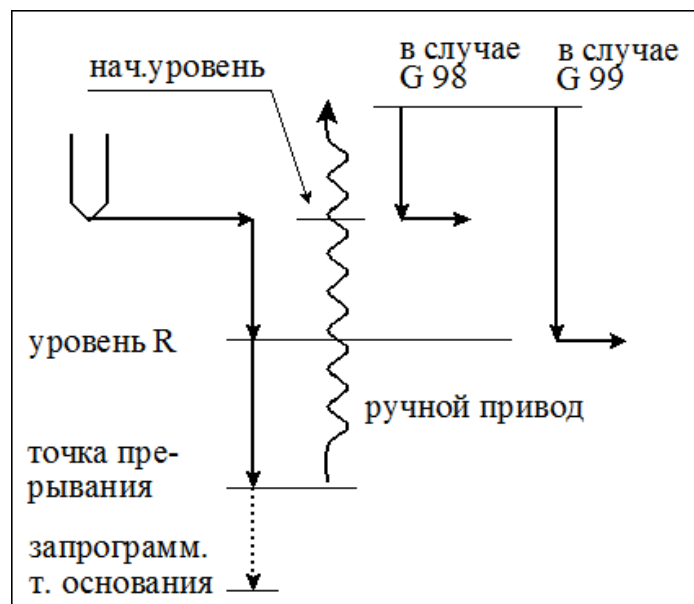 нач.уровень
в случае
G 98
в случае
G 99
уровень R
ручной привод
точка пре-
рывания
запрограмм.
т. основания